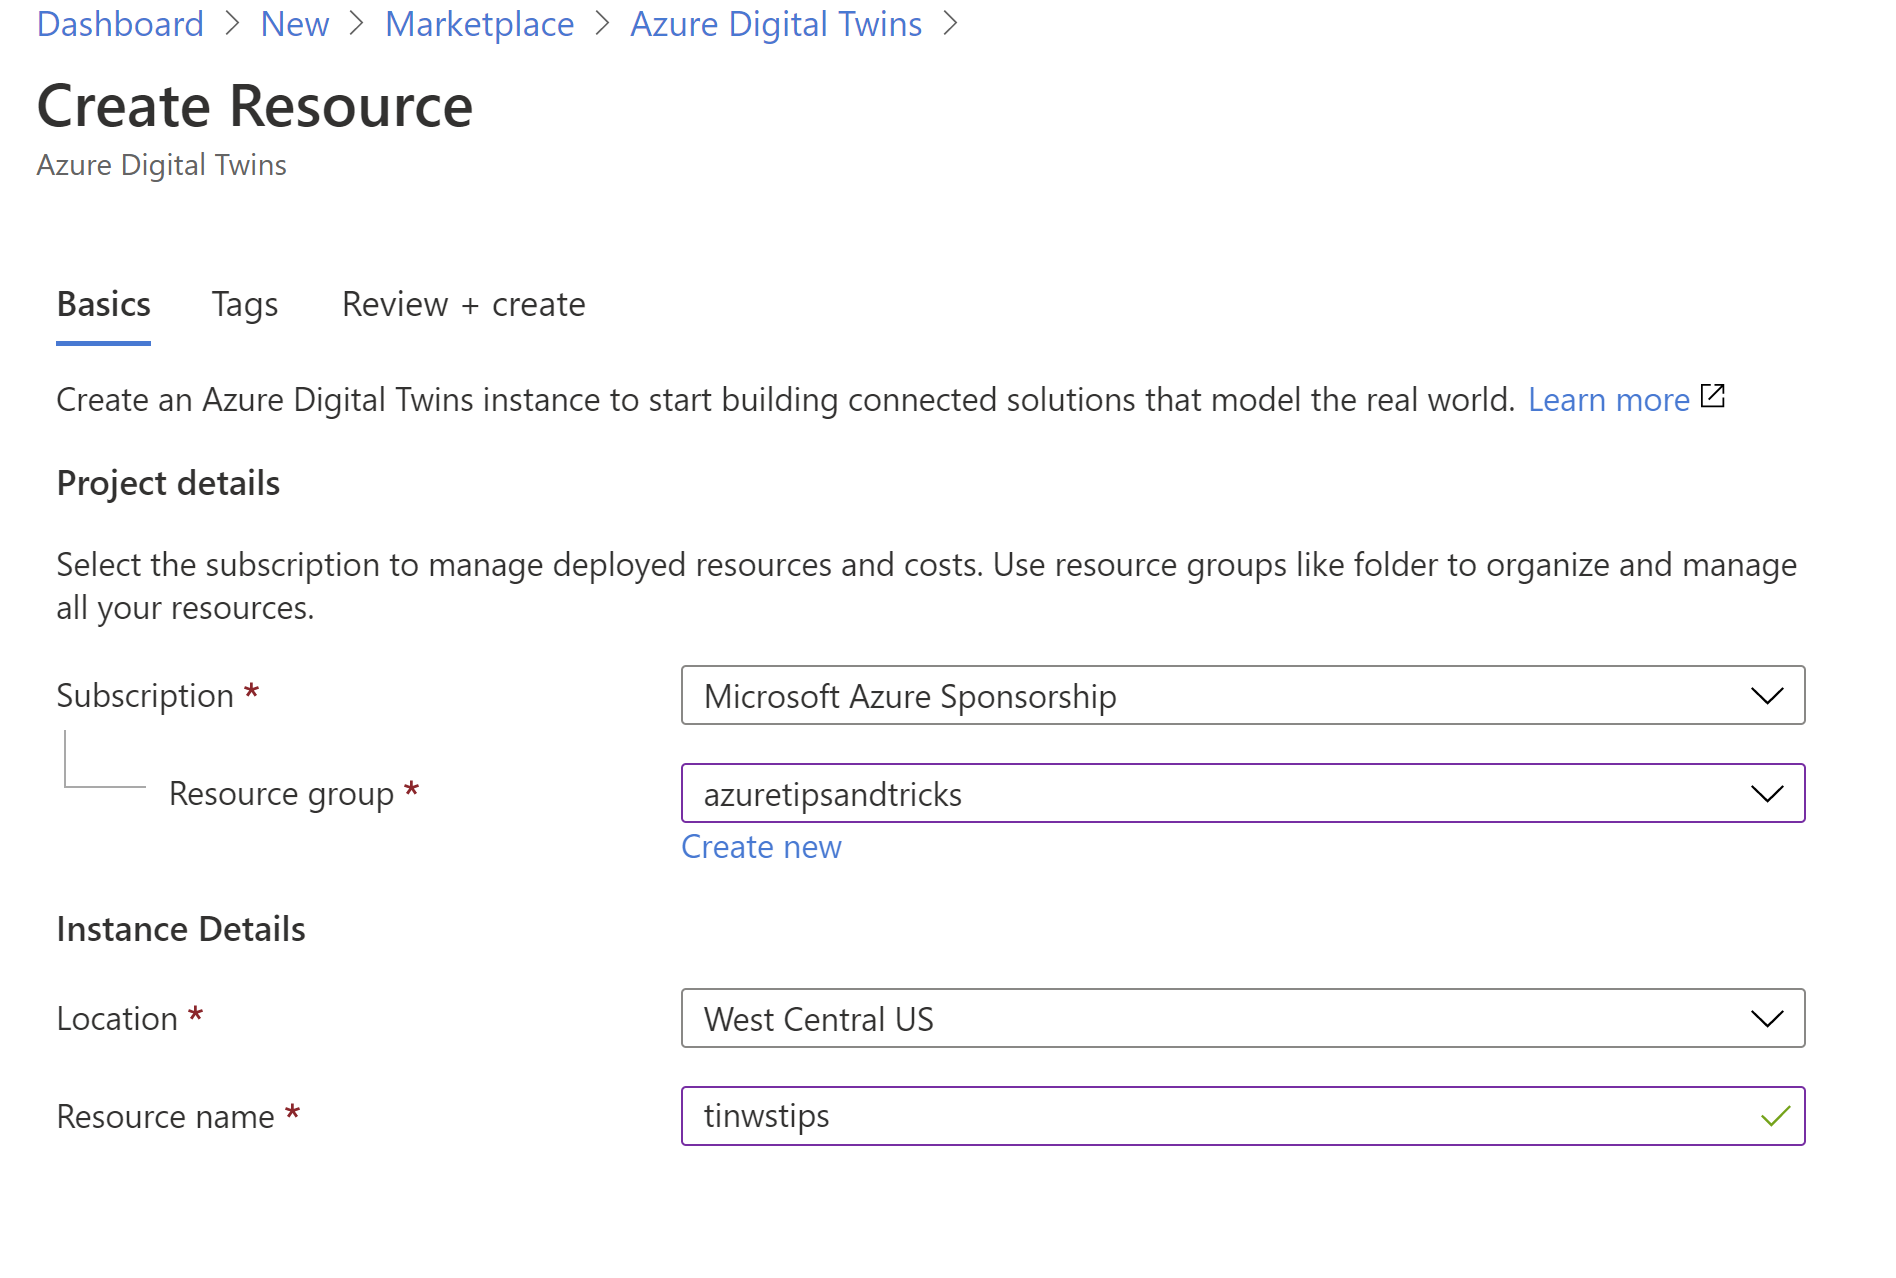 Dashboard > New > Marketplace > Azure Digital Twins >
Create Resource
Azure Digital Twins
Basics Tags Review + create
Create an Azure Digital Twins instance to start building connected solutions that model the real world. Learn more
Project details
Select the subscription to manage deployed resources and costs. Use resource groups like folder to organize and manage
all your resources.
Subscription * Microsoft Azure Sponsorship
Resource group * azuretipsandtricks
Create new
Instance Details
Location * West Central US
Resource name * tinwstips